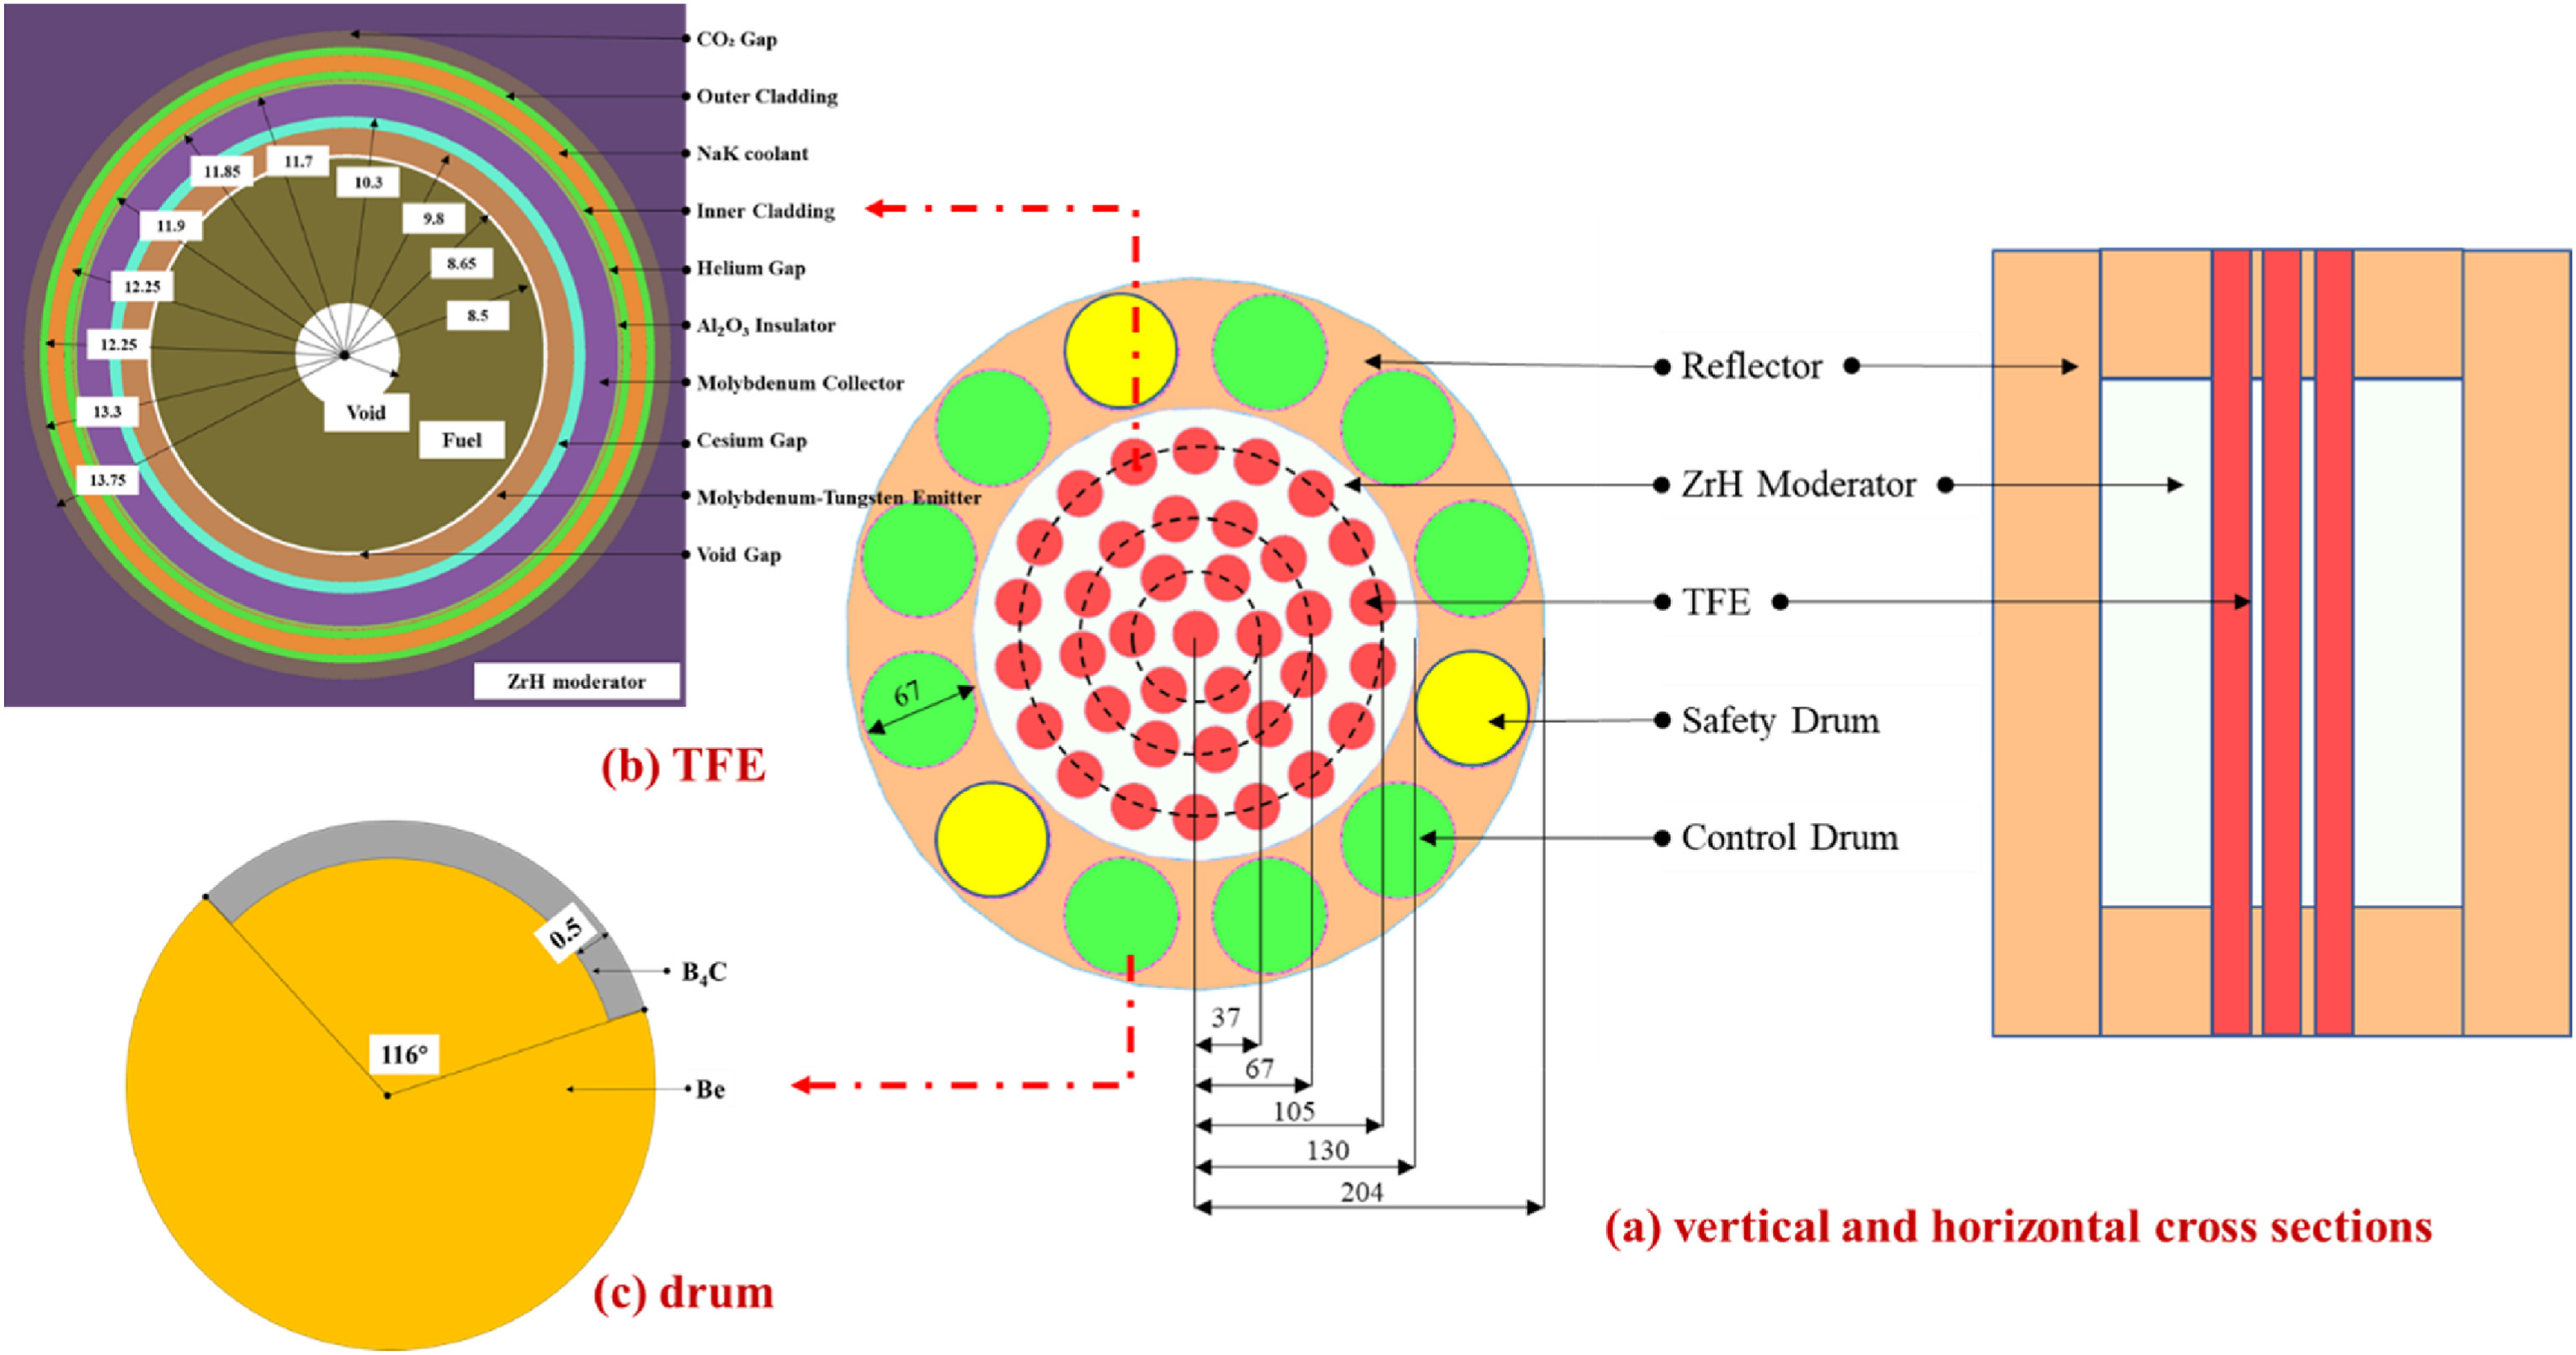 CO₂ Gap
Outer Cladding
NaK coolant
Inner Cladding
Helium Gap
Al₂O₃ Insulator
Molybdenum Collector
Cesium Gap
Molybdenum-Tungsten Emitter
Void Gap
11.7
11.85
10.3
9.8
11.9
8.65
12.25
8.5
12.25
13.3
Void
Fuel
13.75
ZrH moderator
(b) TFE
Reflector
ZrH Moderator
TFE
Safety Drum
Control Drum
67
37
67
105
130
204
(a) vertical and horizontal cross sections
0.5
B₄C
116°
Be
(c) drum